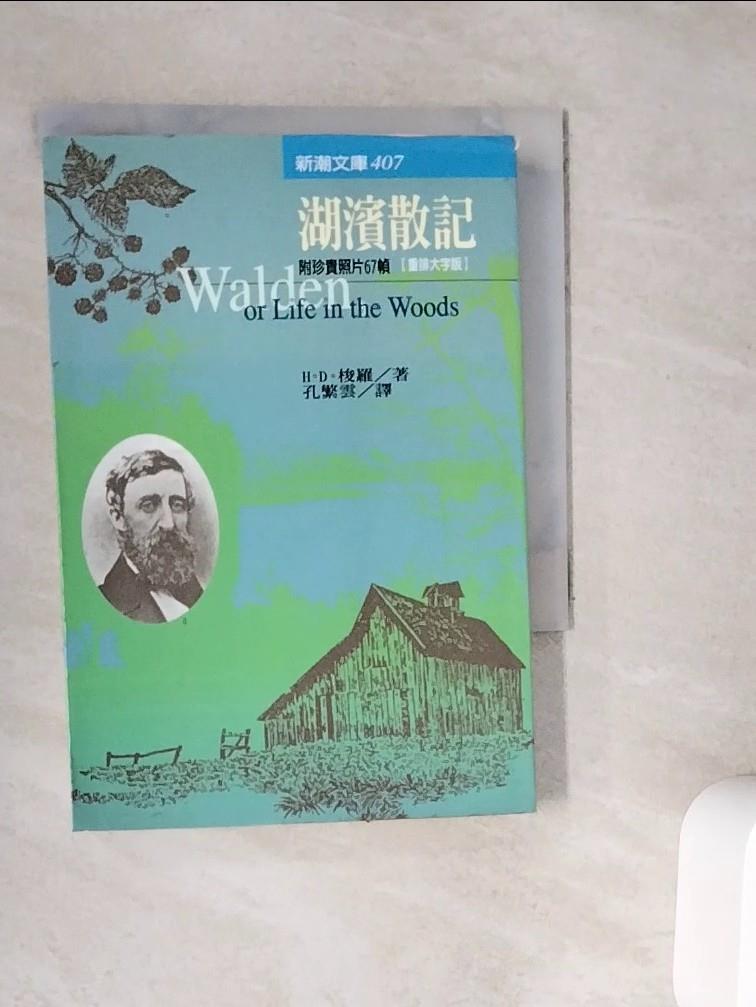 新潮文庫407
湖濱散記
附珍貴照片67幀【重排大字版】
Walden
or Life in the Woods
H。D。梭羅／著
孔繁雲／譯